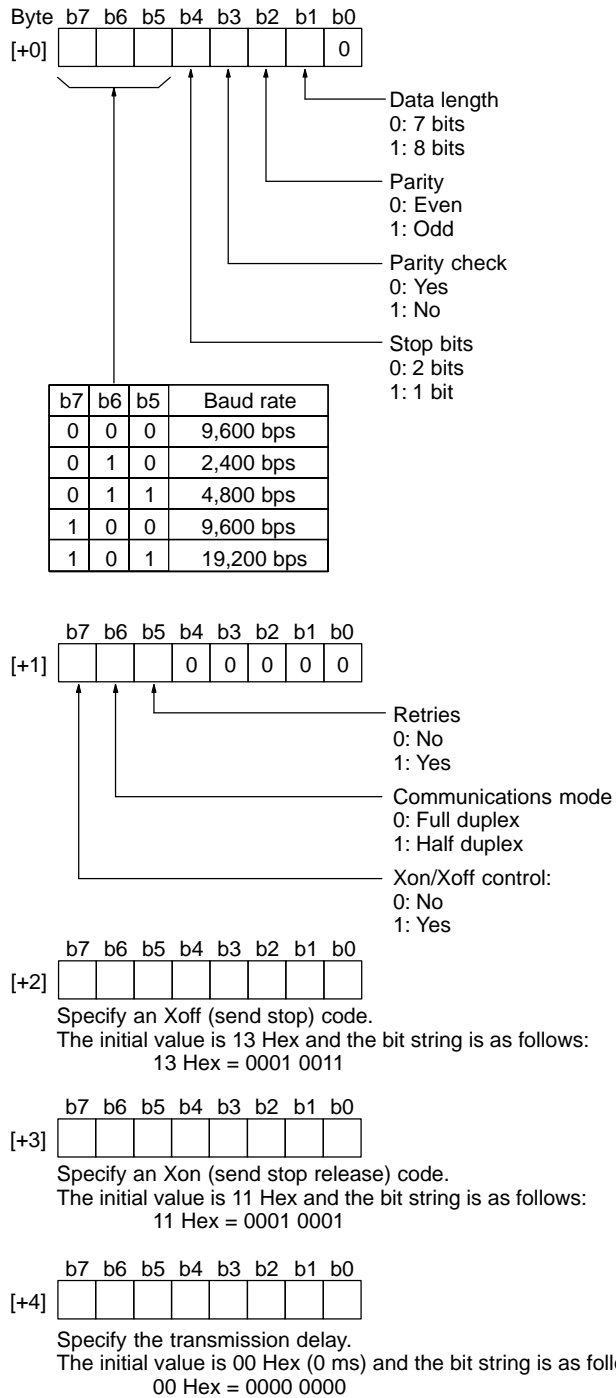 Byte b7 b6 b5 b4 b3 b2 b1 b0
[+0] 0
Data length
0: 7 bits
1: 8 bits
Parity
0: Even
1: Odd
Parity check
0: Yes
1: No
Stop bits
0: 2 bits
1: 1 bit
b7 b6 b5 Baud rate
0 0 0 9,600 bps
0 1 0 2,400 bps
0 1 1 4,800 bps
1 0 0 9,600 bps
1 0 1 19,200 bps
b7 b6 b5 b4 b3 b2 b1 b0
[+1] 0 0 0 0 0
Retries
0: No
1: Yes
Communications mode
0: Full duplex
1: Half duplex
Xon/Xoff control:
0: No
1: Yes
b7 b6 b5 b4 b3 b2 b1 b0
[+2]
Specify an Xoff (send stop) code.
The initial value is 13 Hex and the bit string is as follows:
13 Hex = 0001 0011
b7 b6 b5 b4 b3 b2 b1 b0
[+3]
Specify an Xon (send stop release) code.
The initial value is 11 Hex and the bit string is as follows:
11 Hex = 0001 0001
b7 b6 b5 b4 b3 b2 b1 b0
[+4]
Specify the transmission delay.
The initial value is 00 Hex (0 ms) and the bit string is as
00 Hex = 0000 0000